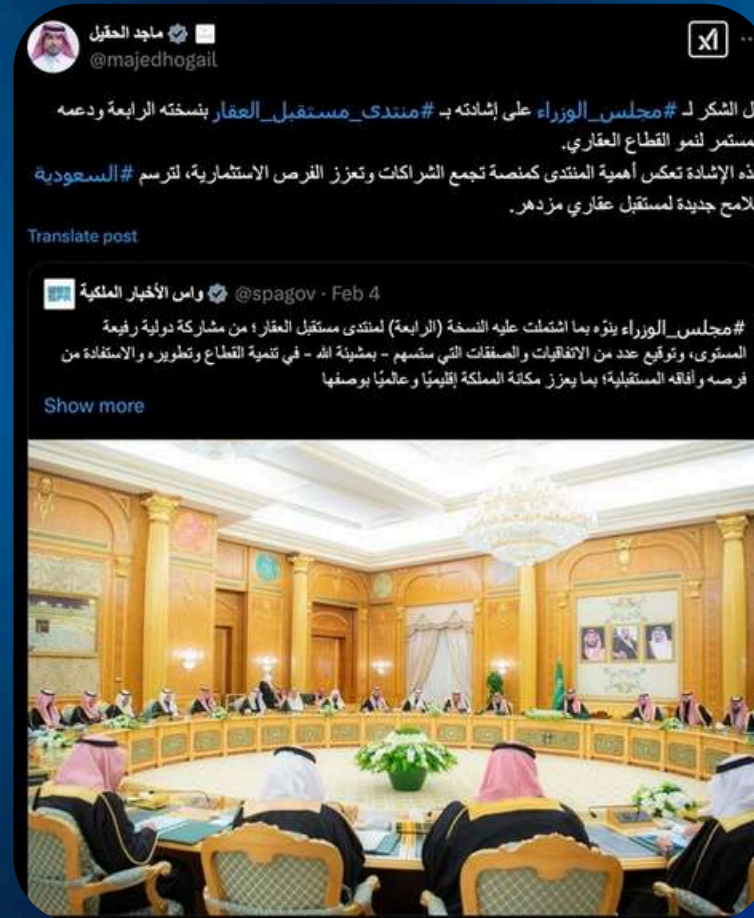 ماجد الحقيل
@majedhogail
الشكر لـ #مجلس_الوزراء على إشادته بـ #منتدى_مستقبل_العقار بنسخته الرابعة ودعمه
لنمو القطاع العقاري.
الإشادة تعكس أهمية المنتدى كمنصة تجمع الشراكات وتعزز الفرص الاستثمارية، لترسم #السعودية
جديدة لمستقبل عقاري مزدهر.
Translate post
واس الأخبار الملكية @spagov · Feb 4
#مجلس_الوزراء ينوّه بما اشتملت عليه النسخة (الرابعة) لمنتدى مستقبل العقار؛ من مشاركة دولية رفيعة
المستوى، وتوقيع عدد من الاتفاقيات والصفقات التي ستسهم - بمشيئة الله - في تنمية القطاع وتطويره والاستفادة من
فرصه وآفاقه المستقبلية؛ بما يعزز مكانة المملكة إقليميًا وعالميًا بوصفها
Show more